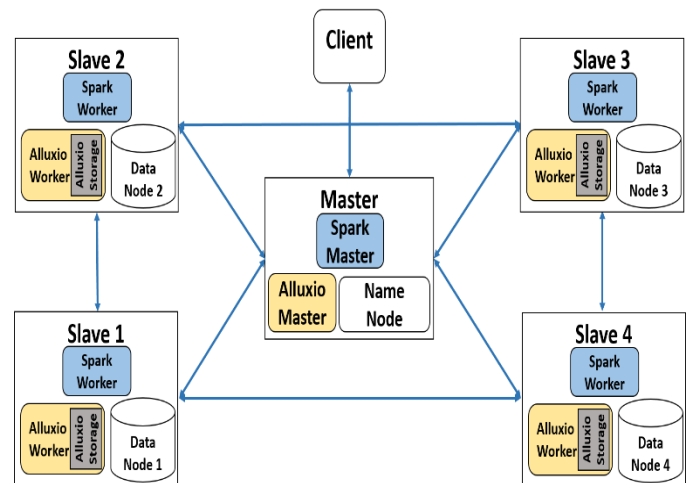 Client
Slave 2
Spark
Worker
Alluxio
Worker
Alluxio
Storage
Data
Node 2
Slave 3
Spark
Worker
Alluxio
Worker
Alluxio
Storage
Data
Node 3
Master
Spark
Master
Alluxio
Master
Name
Node
Slave 1
Spark
Worker
Alluxio
Worker
Alluxio
Storage
Data
Node 1
Slave 4
Spark
Worker
Alluxio
Worker
Alluxio
Storage
Data
Node 4